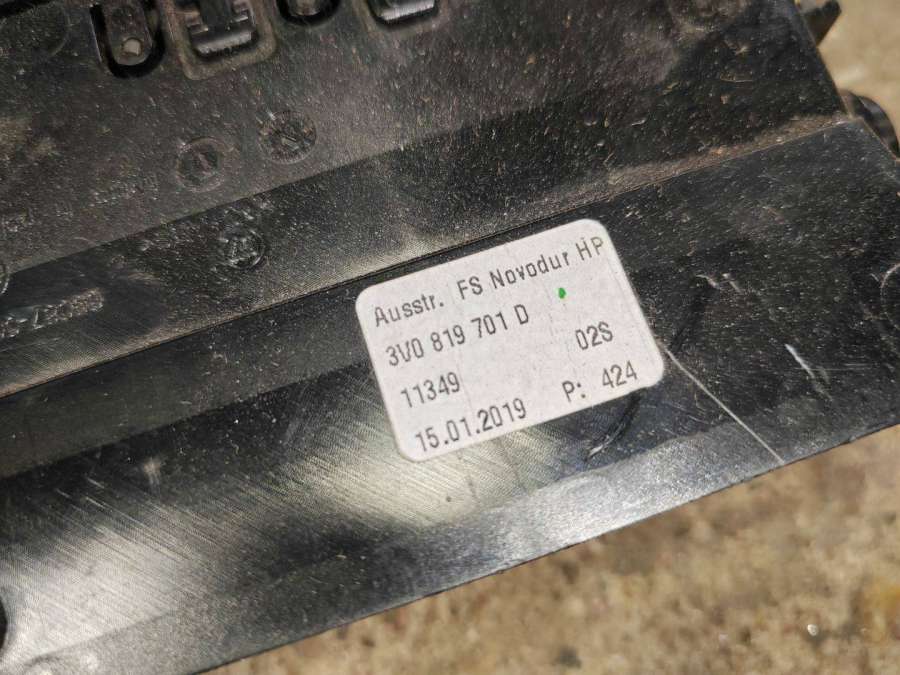 Ausstr. FS Novodur HP
3V0 819 701 D
02S
11349
P: 424
15.01.2019